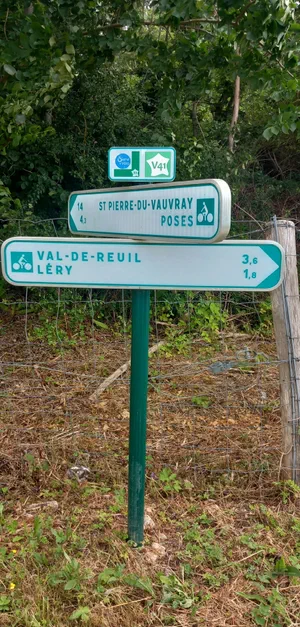 V41
14 ST PIERRE-DU-VAUVRAY
4,2 POSES
VAL-DE-REUIL 3,6
LÉRY 1,8